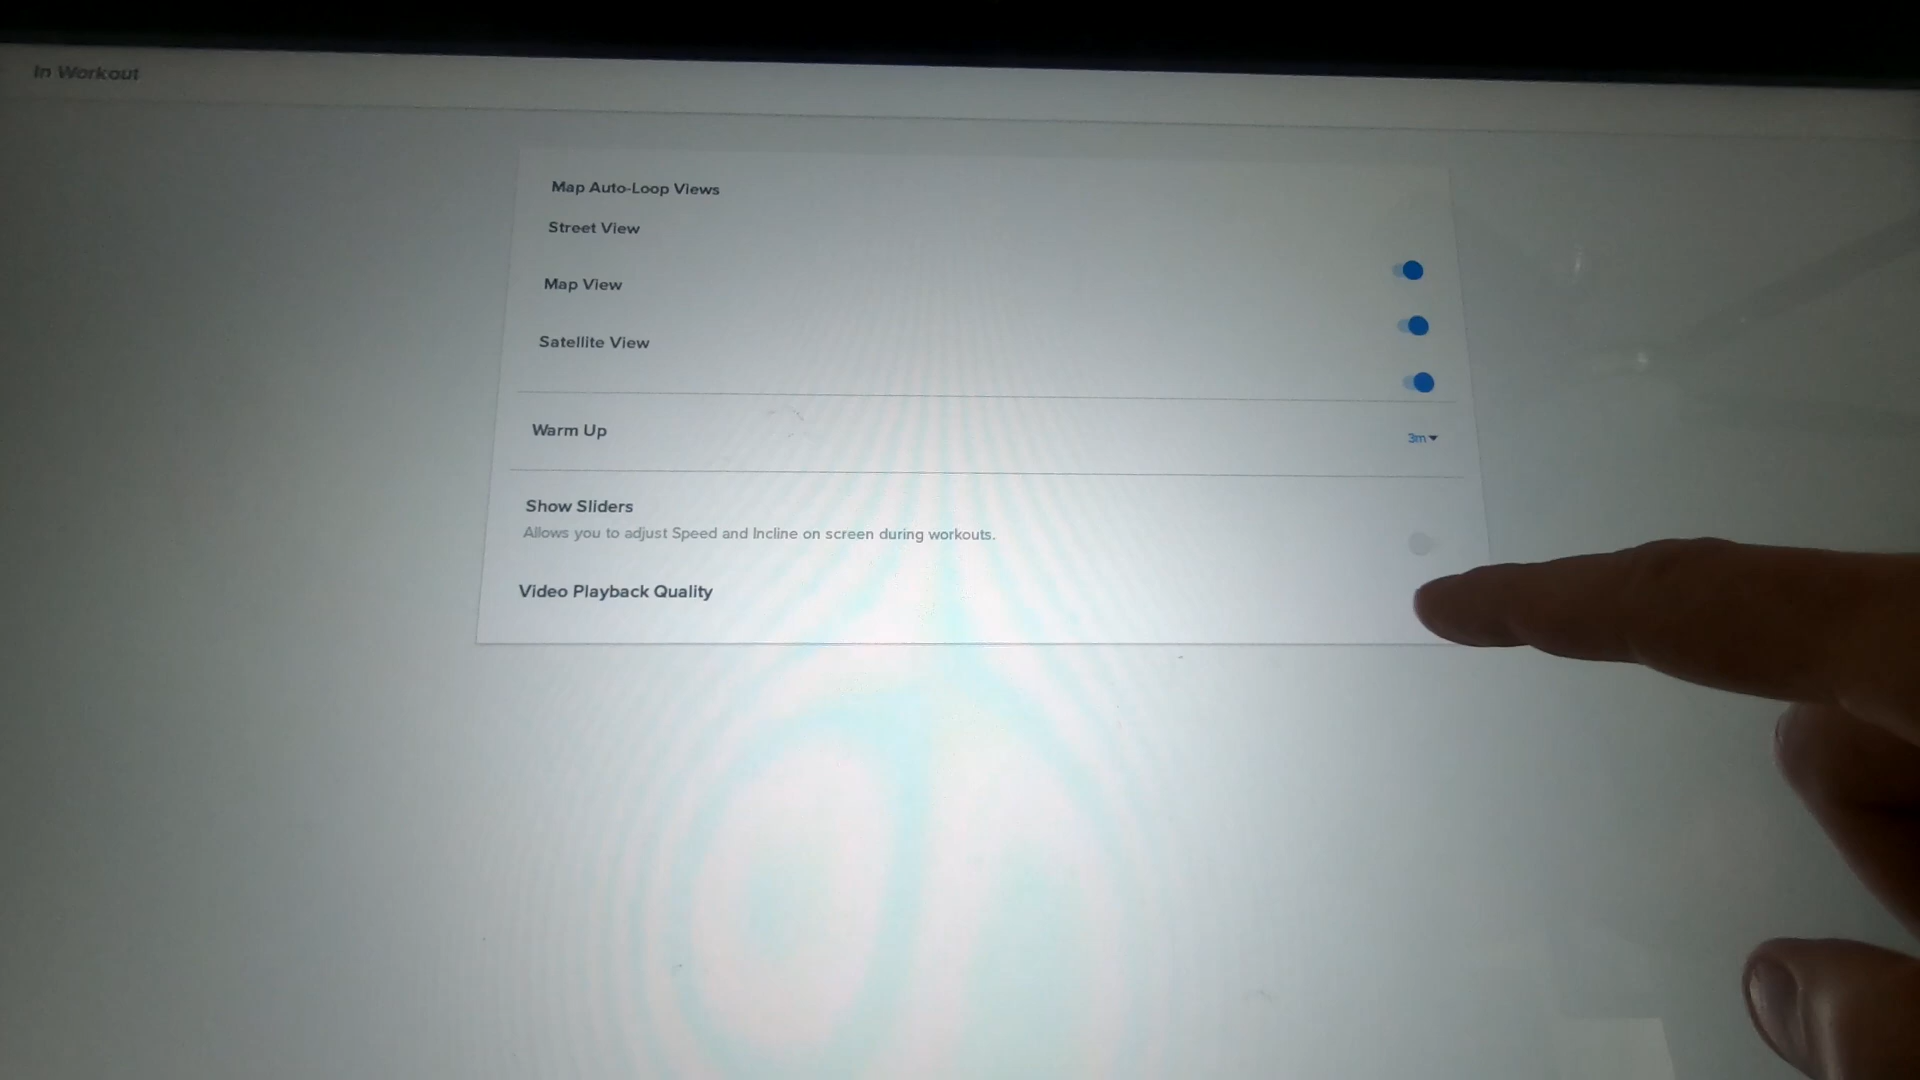 In Workout
Map Auto-Loop Views
Street View
Map View
Satellite View
Warm Up
3m
Show Sliders
Allows you to adjust Speed and Incline on screen during workouts.
Video Playback Quality